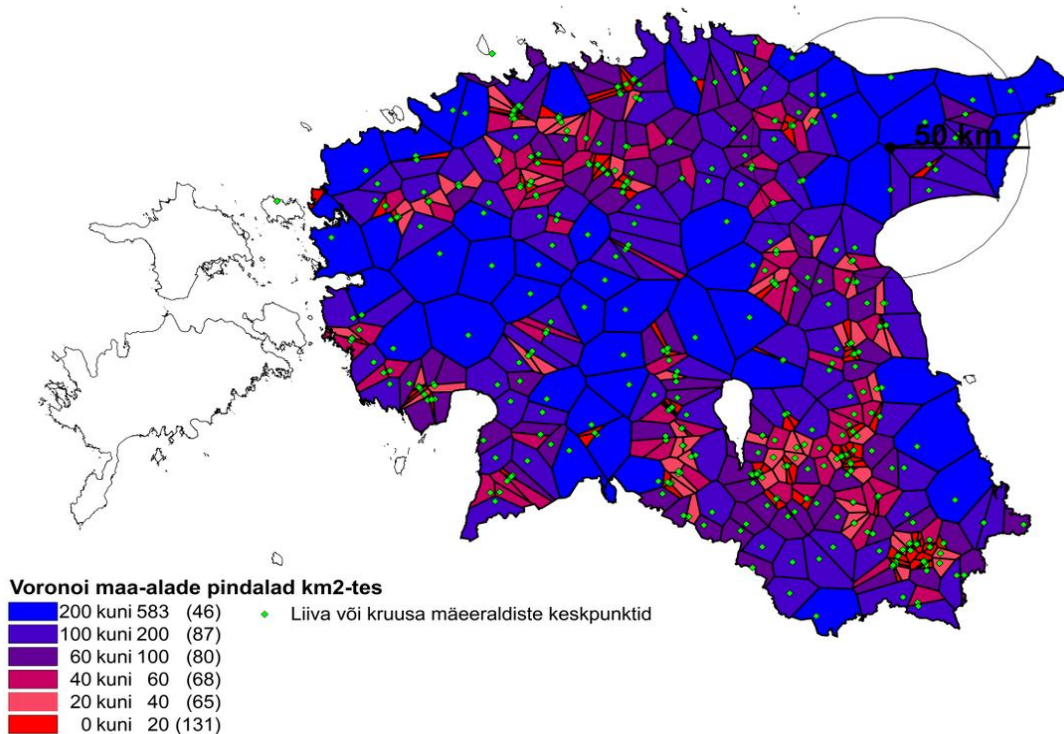 50 km
Voronoi maa-alade pindalad km2-tes
200 kuni 583 (46)
100 kuni 200 (87)
60 kuni 100 (80)
40 kuni 60 (68)
20 kuni 40 (65)
0 kuni 20 (131)
Liiva või kruusa mäeeraldiste keskpunktid